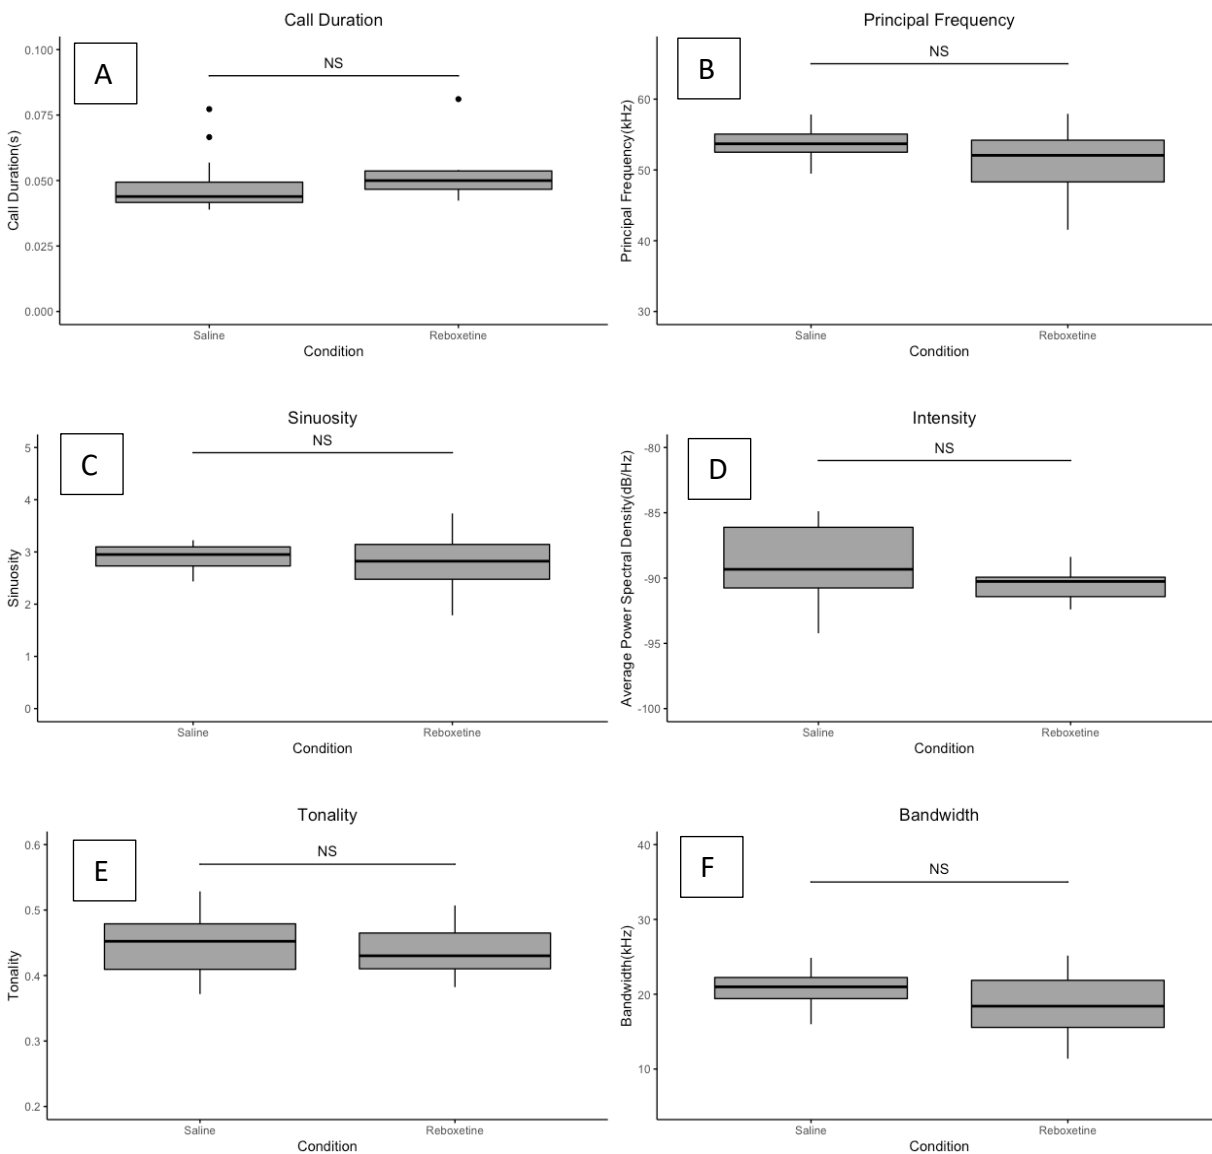 Call Duration
A
NS
0.100
0.075
0.050
0.025
0.000
Call Duration(s)
Saline
Reboxetine
Condition
Principal Frequency
B
NS
60
50
40
30
Principal Frequency(kHz)
Saline
Reboxetine
Condition
Sinuosity
C
NS
5
4
3
2
1
0
Sinuosity
Saline
Reboxetine
Condition
Intensity
D
NS
-80
-85
-90
-95
-100
Average Power Spectral Density(dB/Hz)
Saline
Reboxetine
Condition
Tonality
E
NS
0.6
0.5
0.4
0.3
0.2
Tonality
Saline
Reboxetine
Condition
Bandwidth
F
NS
40
30
20
10
Bandwidth(kHz)
Saline
Reboxetine
Condition